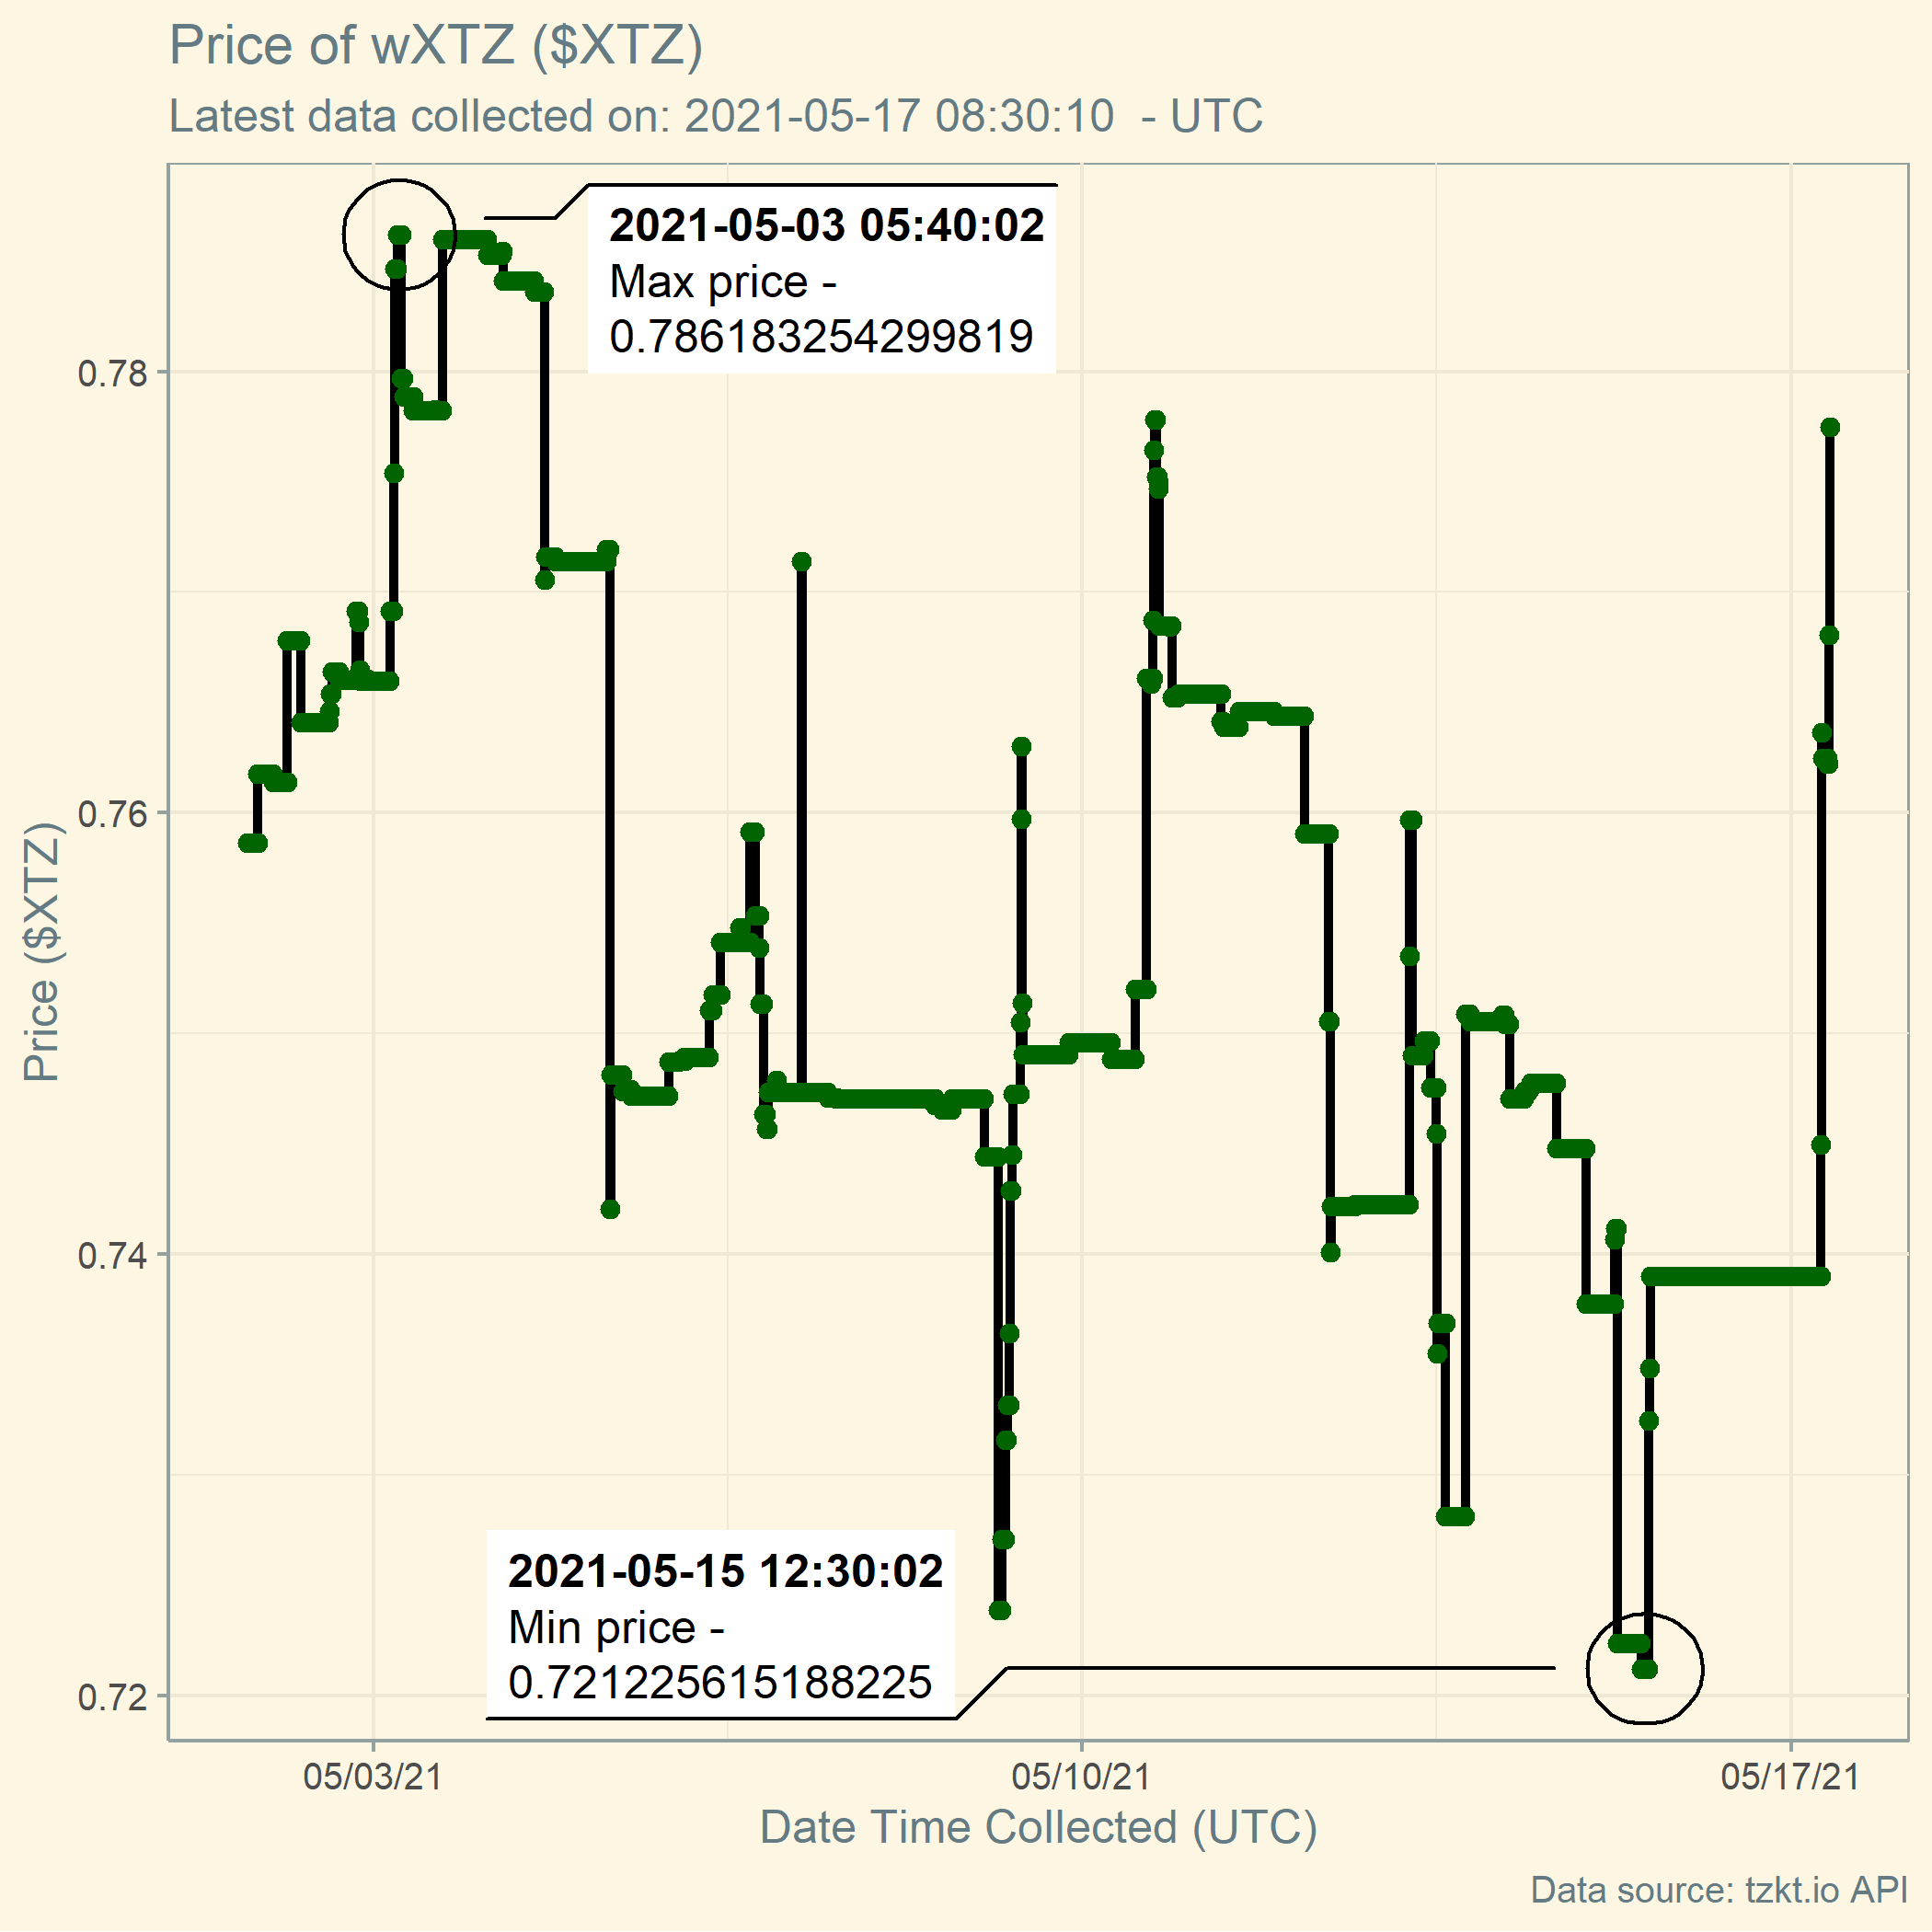 Price of wXTZ ($XTZ)
Latest data collected on: 2021-05-17 08:30:10  - UTC
2021-05-03 05:40:02
Max price -
0.786183254299819
0.78
0.76
0.74
0.72
Price ($XTZ)
2021-05-15 12:30:02
Min price -
0.721225615188225
05/03/21
05/10/21
05/17/21
Date Time Collected (UTC)
Data source: tzkt.io API